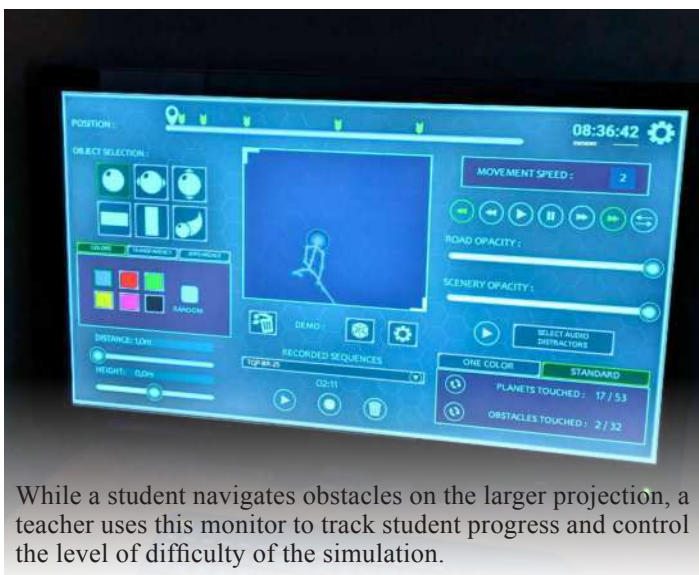 POSITION :
08:36:42
OBJECT SELECTION :
MOVEMENT SPEED : 2
ROAD OPACITY :
COLORS TRANSPARENCY APPEARANCE
SCENERY OPACITY :
RANDOM
DEMO :
SELECT AUDIO
DISTRACTORS
DISTANCE: 1,0m
RECORDED SEQUENCES
ONE COLOR STANDARD
HEIGHT: 0,0m
02:11
PLANETS TOUCHED : 17 / 53
OBSTACLES TOUCHED : 2 / 32
While a student navigates obstacles on the larger projection, a
teacher uses this monitor to track student progress and control
the level of difficulty of the simulation.